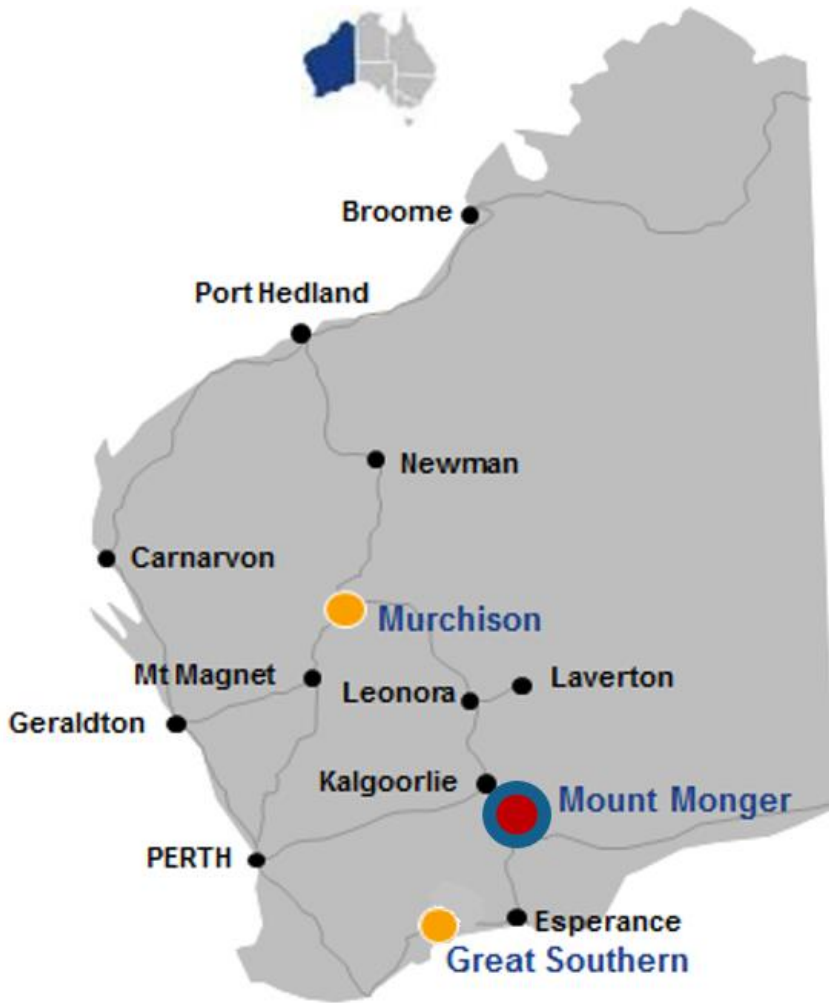 Broome
Port Hedland
Newman
Carnarvon
Murchison
Mt Magnet
Laverton
Leonora
Geraldton
Kalgoorlie
Mount Monger
PERTH
Esperance
Great Southern